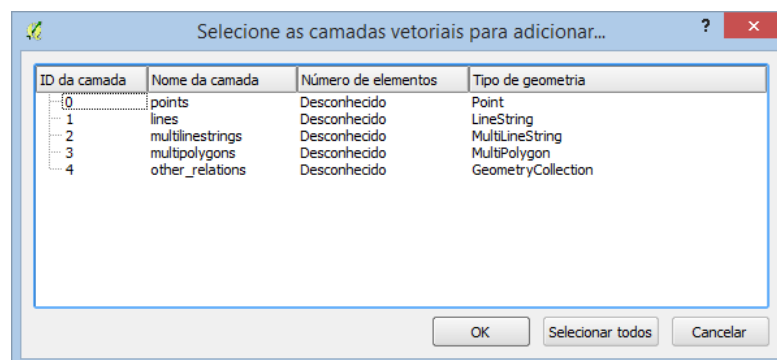 Selecione as camadas vetoriais para adicionar... ? ×
ID da camada Nome da camada Número de elementos Tipo de geometria
0 points Desconhecido Point
1 lines Desconhecido LineString
2 multilinestrings Desconhecido MultiLineString
3 multipolygons Desconhecido MultiPolygon
4 other_relations Desconhecido GeometryCollection
OK Selecionar todos Cancelar